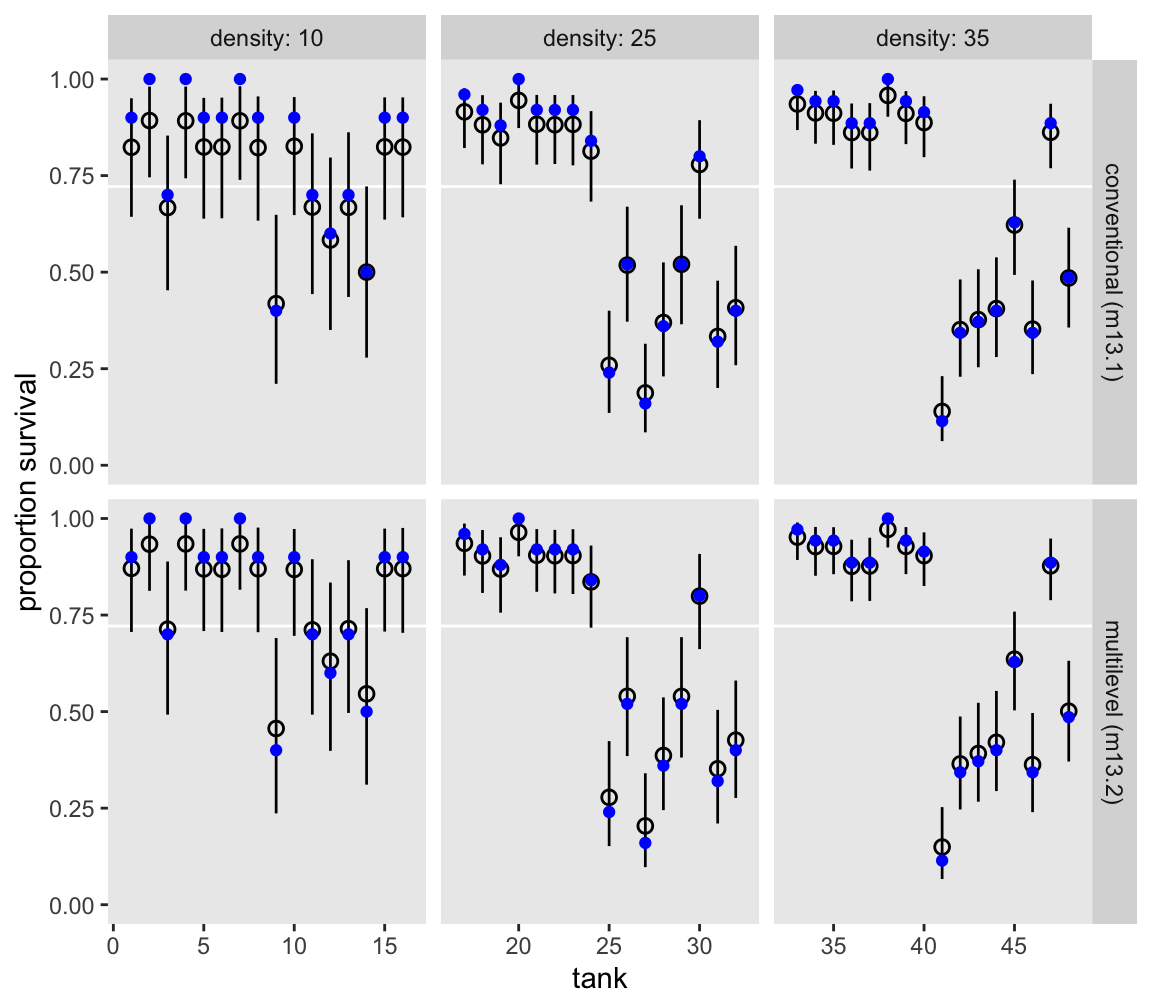 density: 10
density: 25
density: 35
1.00
0.75
0.50
0.25
0.00
conventional (m13.1)
proportion survival
1.00
0.75
0.50
0.25
0.00
multilevel (m13.2)
0 5 10 15
20 25 30
35 40 45
tank